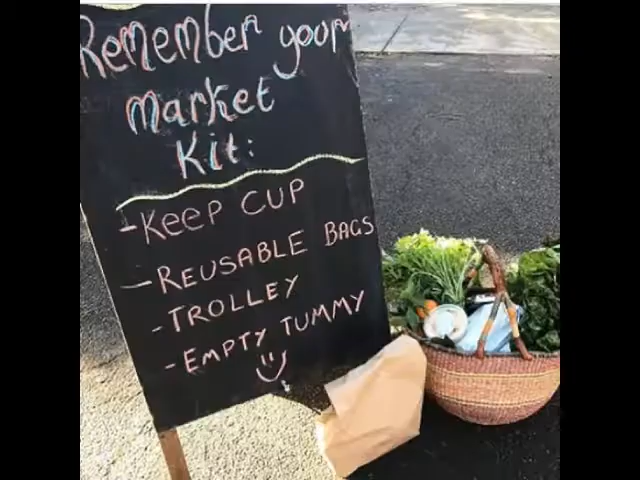 Remember your
Market
Kit:
- KEEP CUP
- REUSABLE BAGS
- TROLLEY
- EMPTY TUMMY